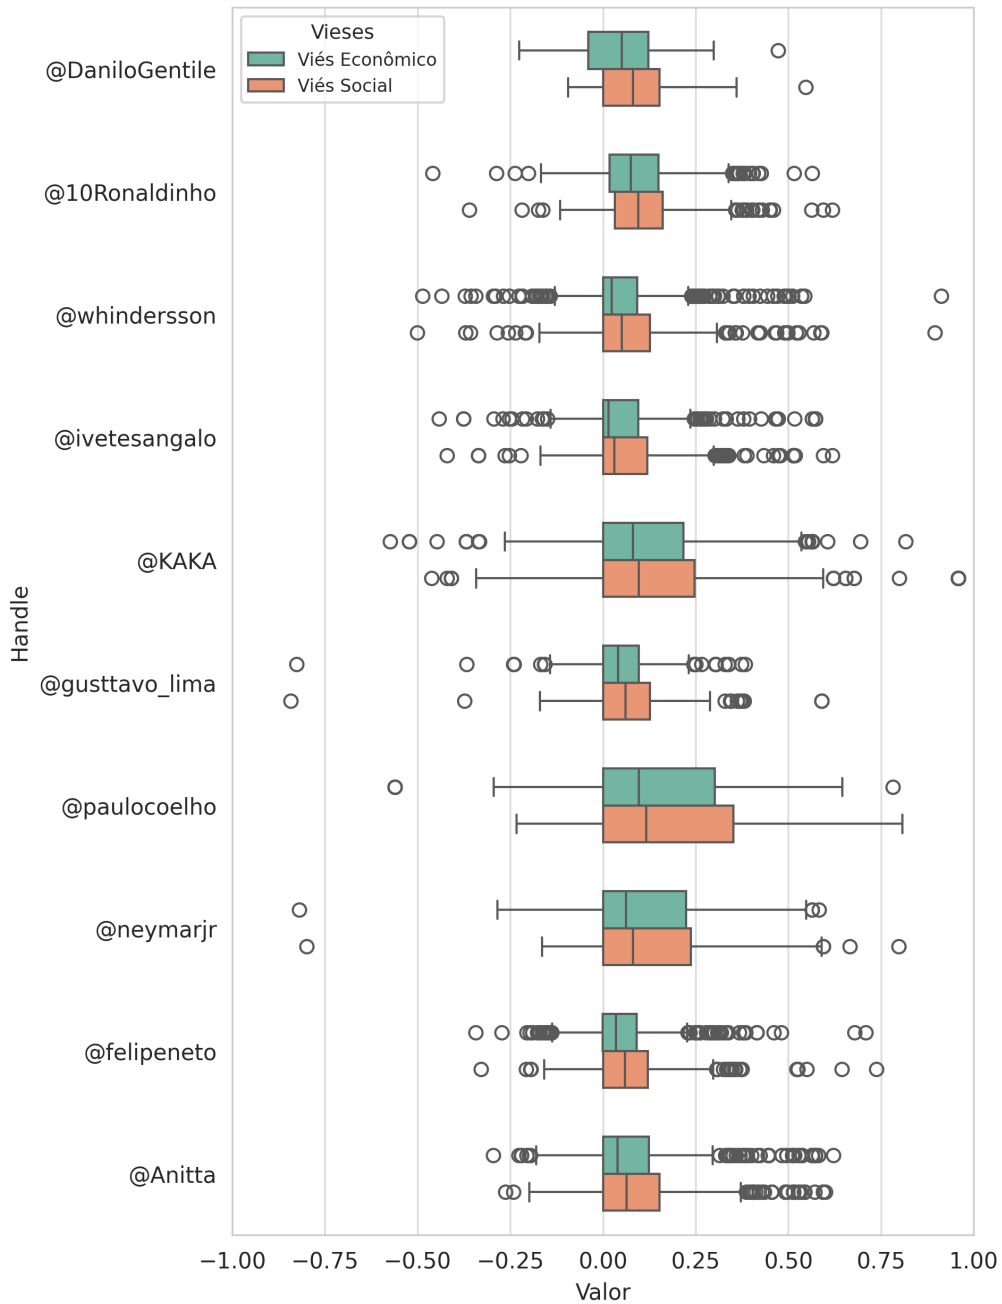 Vieses
Viés Econômico
Viés Social
@DaniloGentile
@10Ronaldinho
@whindersson
@ivetesangalo
@KAKA
@gusttavo_lima
@paulocoelho
@neymarjr
@felipeneto
@Anitta
Handle
−1.00 −0.75 −0.50 −0.25 0.00 0.25 0.50 0.75 1.00
Valor